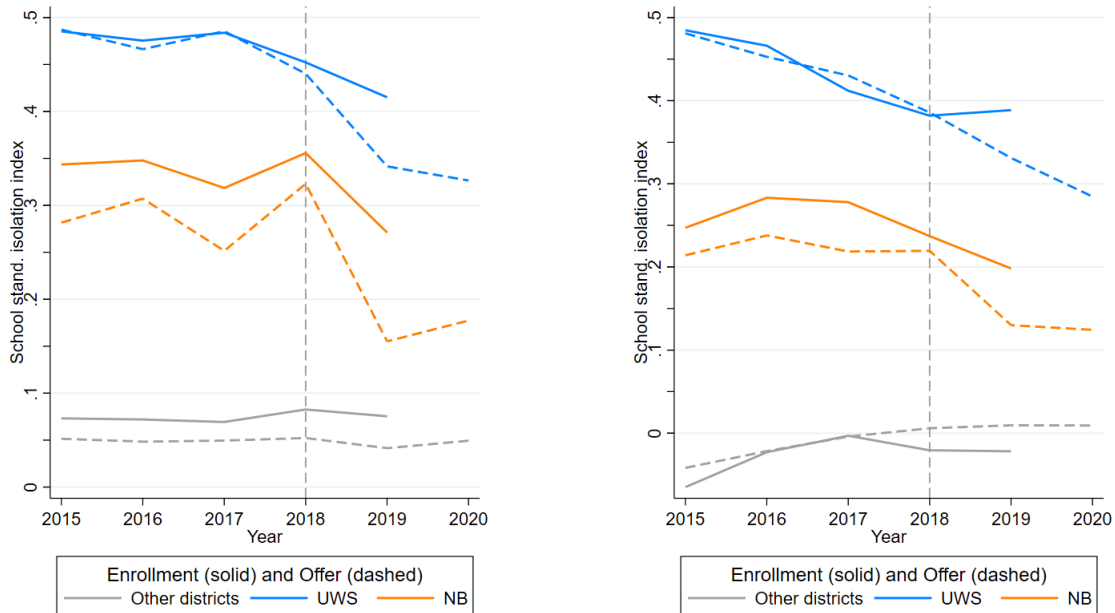 School stand. isolation index
.5
.4
.3
.2
.1
0
2015 2016 2017 2018 2019 2020
Year
Enrollment (solid) and Offer (dashed)
Other districts UWS NB
School stand. isolation index
.5
.4
.3
.2
.1
0
2015 2016 2017 2018 2019 2020
Year
Enrollment (solid) and Offer (dashed)
Other districts UWS NB